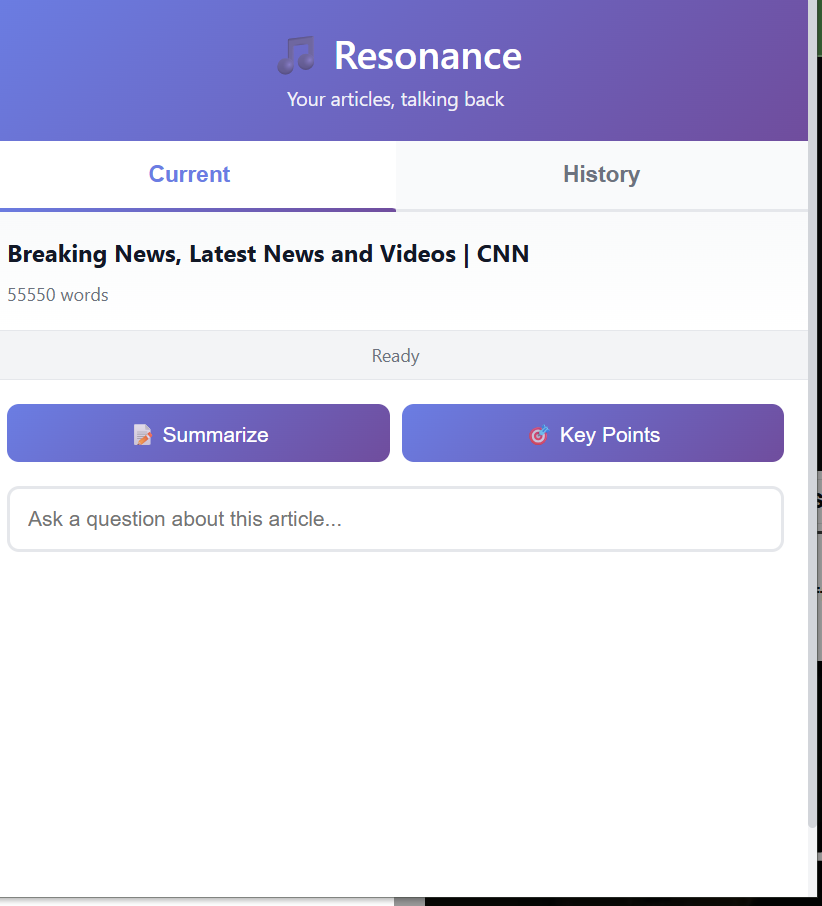 Resonance
Your articles, talking back
Current
History
Breaking News, Latest News and Videos | CNN
55550 words
Ready
Summarize
Key Points
Ask a question about this article...